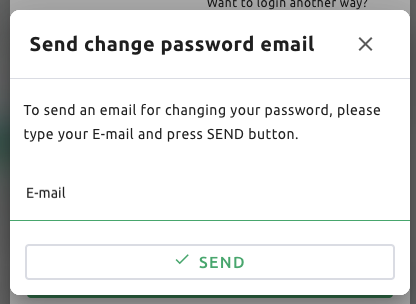 Want to login another way?
Send change password email
To send an email for changing your password, please
type your E-mail and press SEND button.
E-mail
SEND